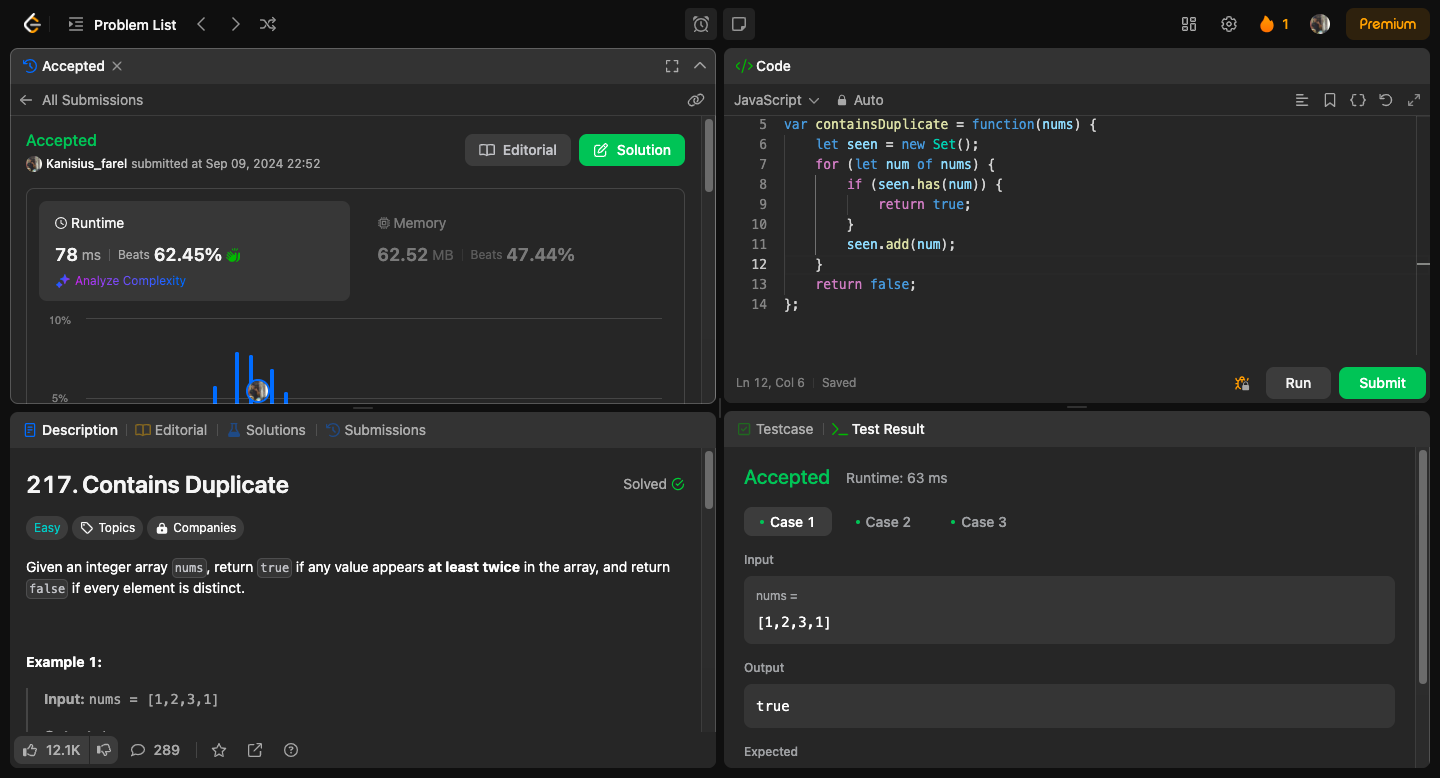 Problem List
1
Premium
Accepted
All Submissions
Accepted
Kanisius_farel submitted at Sep 09, 2024 22:52
Editorial
Solution
Runtime
78 ms | Beats 62.45%
Analyze Complexity
Memory
62.52 MB | Beats 47.44%
10%
5%
Code
JavaScript
Auto
5 var containsDuplicate = function(nums) {
6 let seen = new Set();
7 for (let num of nums) {
8 if (seen.has(num)) {
9 return true;
10 }
11 seen.add(num);
12 }
13 return false;
14 };
Ln 12, Col 6 | Saved
Run
Submit
Description | Editorial | Solutions | Submissions
217. Contains Duplicate
Solved
Easy
Topics
Companies
Given an integer array nums, return true if any value appears at least twice in the array, and return
false if every element is distinct.
Example 1:
Input: nums = [1,2,3,1]
12.1K
289
Testcase | Test Result
Accepted Runtime: 63 ms
Case 1
Case 2
Case 3
Input
nums =
[1,2,3,1]
Output
true
Expected